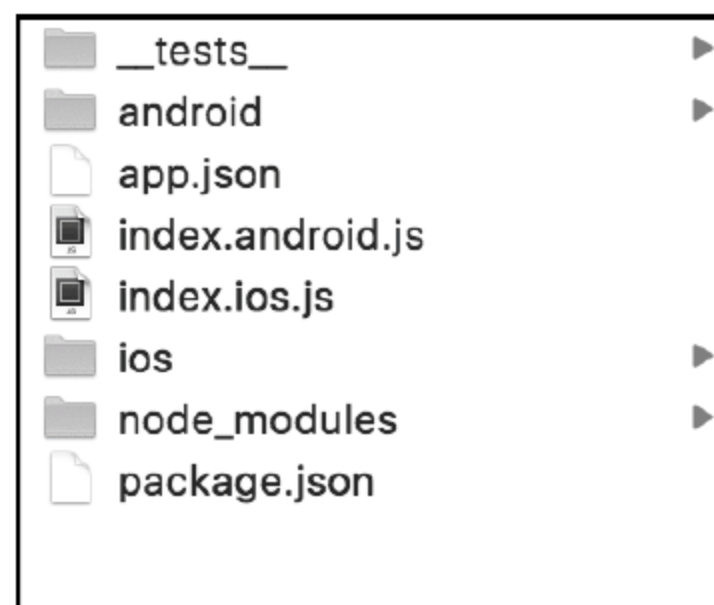 __tests__
android
app.json
index.android.js
index.ios.js
ios
node_modules
package.json